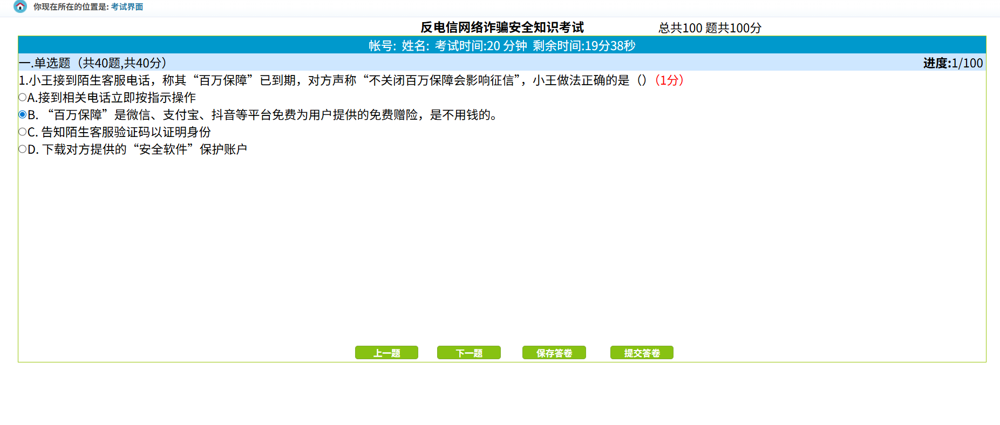 你现在所在的位置是: 考试界面
反电信网络诈骗安全知识考试 总共100 题共100分
帐号: 姓名: 考试时间:20 分钟 剩余时间:19分38秒
一.单选题（共40题,共40分） 进度:1/100
1.小王接到陌生客服电话，称其“百万保障”已到期，对方声称“不关闭百万保障会影响征信”，小王做法正确的是（）（1分）
A.接到相关电话立即按指示操作
B. “百万保障”是微信、支付宝、抖音等平台免费为用户提供的免费赠险，是不用钱的。
C. 告知陌生客服验证码以证明身份
D. 下载对方提供的“安全软件”保护账户
上一题 下一题 保存答卷 提交答卷